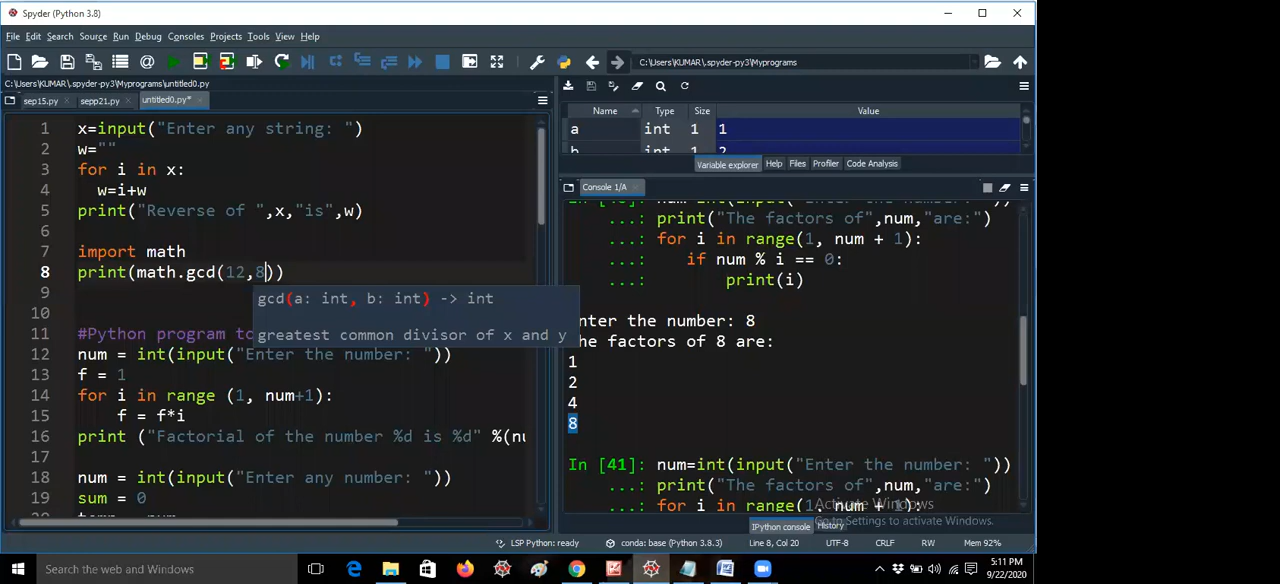 Spyder (Python 3.8)
File Edit Search Source Run Debug Consoles Projects Tools View Help
C:\Users\KUMAR\.spyder-py3\Myprograms
C:\Users\KUMAR\.spyder-py3\Myprograms\untitled0.py
sep15.py sepp21.py untitled0.py*
1 x=input("Enter any string: ")
2 w=""
3 for i in x:
4 w=i+w
5 print("Reverse of ",x,"is",w)
6
7 import math
8 print(math.gcd(12,8))
9
10
gcd(a: int, b: int) -> int
greatest common divisor of x and y
11 #Python program to
12 num = int(input("Enter the number: "))
13 f = 1
14 for i in range (1, num+1):
15 f = f*i
16 print ("Factorial of the number %d is %d" %(nu
17
18 num = int(input("Enter any number: "))
19 sum = 0
Name Type Size Value
a int 1 1
b int 1 2
Variable explorer Help Files Profiler Code Analysis
Console 1/A
...: print("The factors of",num,"are:")
...: for i in range(1, num + 1):
...: if num % i == 0:
...: print(i)
nter the number: 8
he factors of 8 are:
1
2
4
8
In [41]: num=int(input("Enter the number: "))
...: print("The factors of",num,"are:")
...: for i in range(1, num + 1):
Activate Windows
Go to Settings to activate Windows.
IPython console History
LSP Python: ready conda: base (Python 3.8.3) Line 8, Col 20 UTF-8 CRLF RW Mem 92%
Search Windows
5:11 PM
9/22/2020